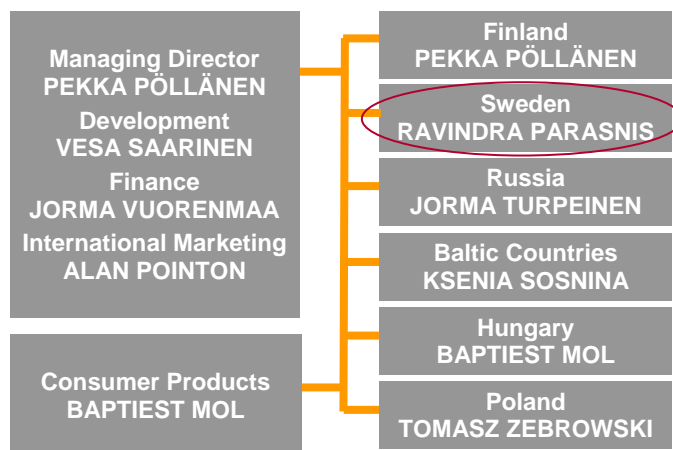 Managing Director
PEKKA PÖLLÄNEN
Development
VESA SAARINEN
Finance
JORMA VUORENMAA
International Marketing
ALAN POINTON
Consumer Products
BAPTIEST MOL
Finland
PEKKA PÖLLÄNEN
Sweden
RAVINDRA PARASNIS
Russia
JORMA TURPEINEN
Baltic Countries
KSENIA SOSNINA
Hungary
BAPTIEST MOL
Poland
TOMASZ ZEBROWSKI